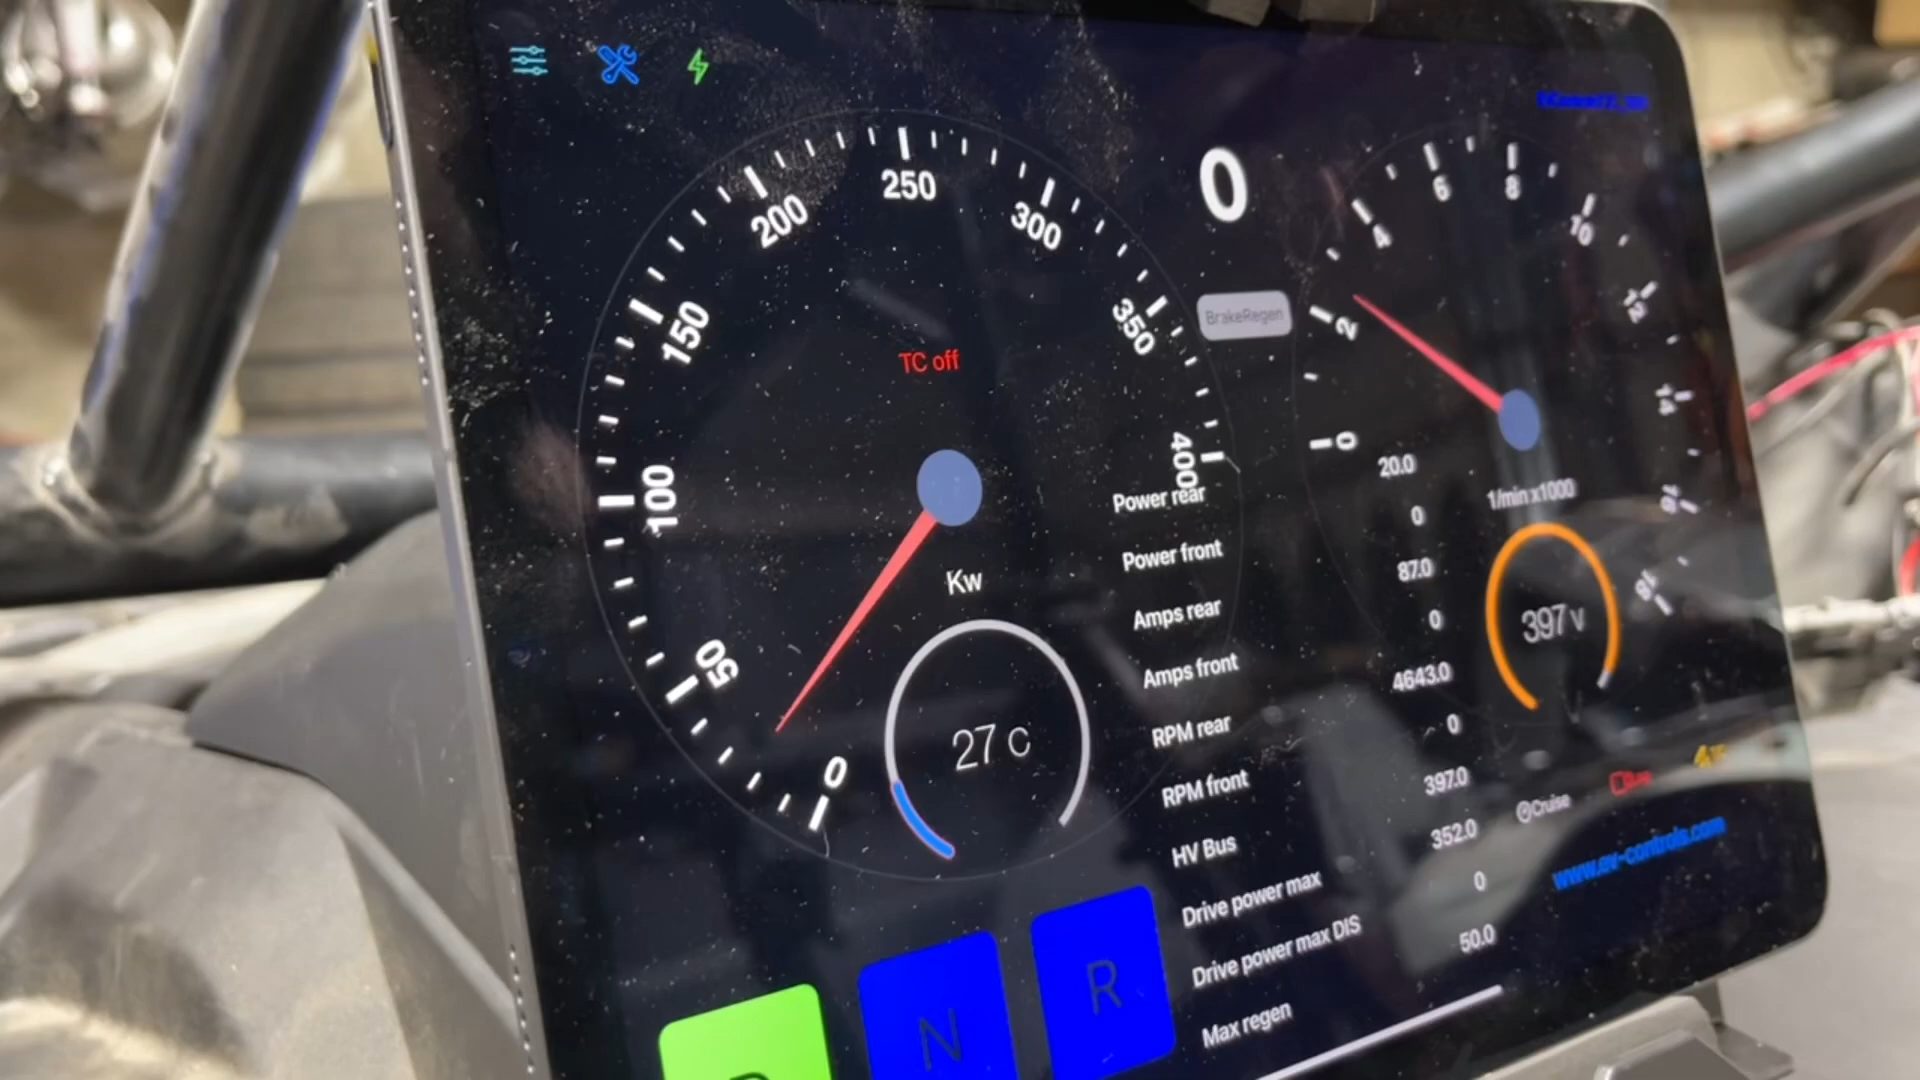 0
50
100
150
200
250
300
350
400
TC off
Kw
27 C
0
BrakeRegen
0
2
4
6
8
10
12
14
16
18
1/min x1000
397 v
Power rear 20.0
Power front 0
Amps rear 87.0
Amps front 0
RPM rear 4643.0
RPM front 0
HV Bus 397.0
Drive power max 352.0
Drive power max DIS 0
Max regen 50.0
Cruise
www.ev-controls.com
N
R